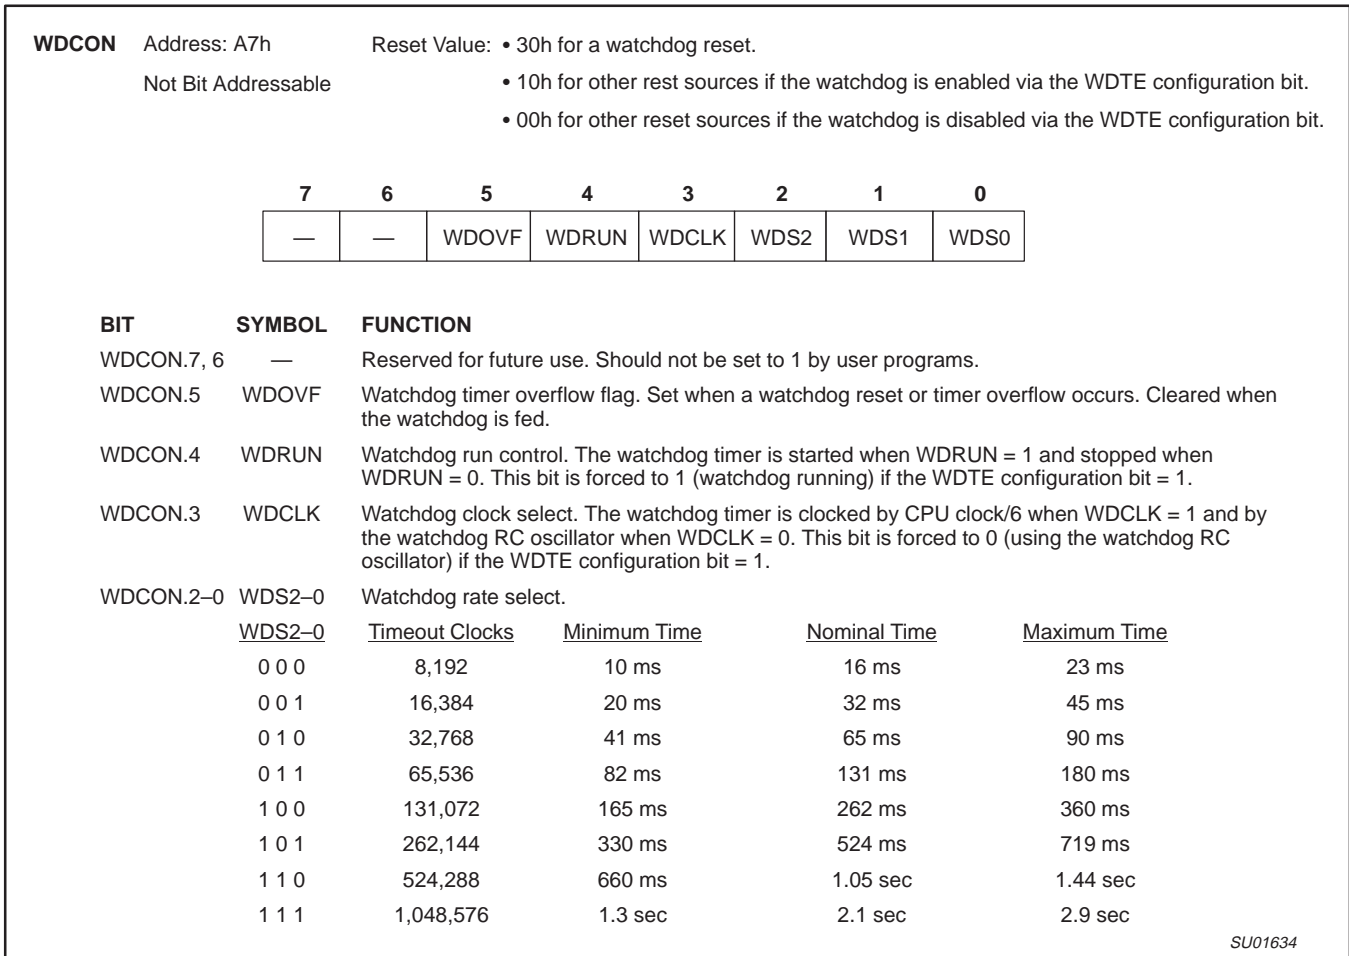 WDCON Address: A7h Reset Value: • 30h for a watchdog reset.
Not Bit Addressable • 10h for other rest sources if the watchdog is enabled via the WDTE configuration bit.
• 00h for other reset sources if the watchdog is disabled via the WDTE configuration bit.
7 6 5 4 3 2 1 0
— — WDOVF WDRUN WDCLK WDS2 WDS1 WDS0
BIT SYMBOL FUNCTION
WDCON.7, 6 — Reserved for future use. Should not be set to 1 by user programs.
WDCON.5 WDOVF Watchdog timer overflow flag. Set when a watchdog reset or timer overflow occurs. Cleared when
the watchdog is fed.
WDCON.4 WDRUN Watchdog run control. The watchdog timer is started when WDRUN = 1 and stopped when
WDRUN = 0. This bit is forced to 1 (watchdog running) if the WDTE configuration bit = 1.
WDCON.3 WDCLK Watchdog clock select. The watchdog timer is clocked by CPU clock/6 when WDCLK = 1 and by
the watchdog RC oscillator when WDCLK = 0. This bit is forced to 0 (using the watchdog RC
oscillator) if the WDTE configuration bit = 1.
WDCON.2–0 WDS2–0 Watchdog rate select.
WDS2–0 Timeout Clocks Minimum Time Nominal Time Maximum Time
0 0 0 8,192 10 ms 16 ms 23 ms
0 0 1 16,384 20 ms 32 ms 45 ms
0 1 0 32,768 41 ms 65 ms 90 ms
0 1 1 65,536 82 ms 131 ms 180 ms
1 0 0 131,072 165 ms 262 ms 360 ms
1 0 1 262,144 330 ms 524 ms 719 ms
1 1 0 524,288 660 ms 1.05 sec 1.44 sec
1 1 1 1,048,576 1.3 sec 2.1 sec 2.9 sec
SU01634